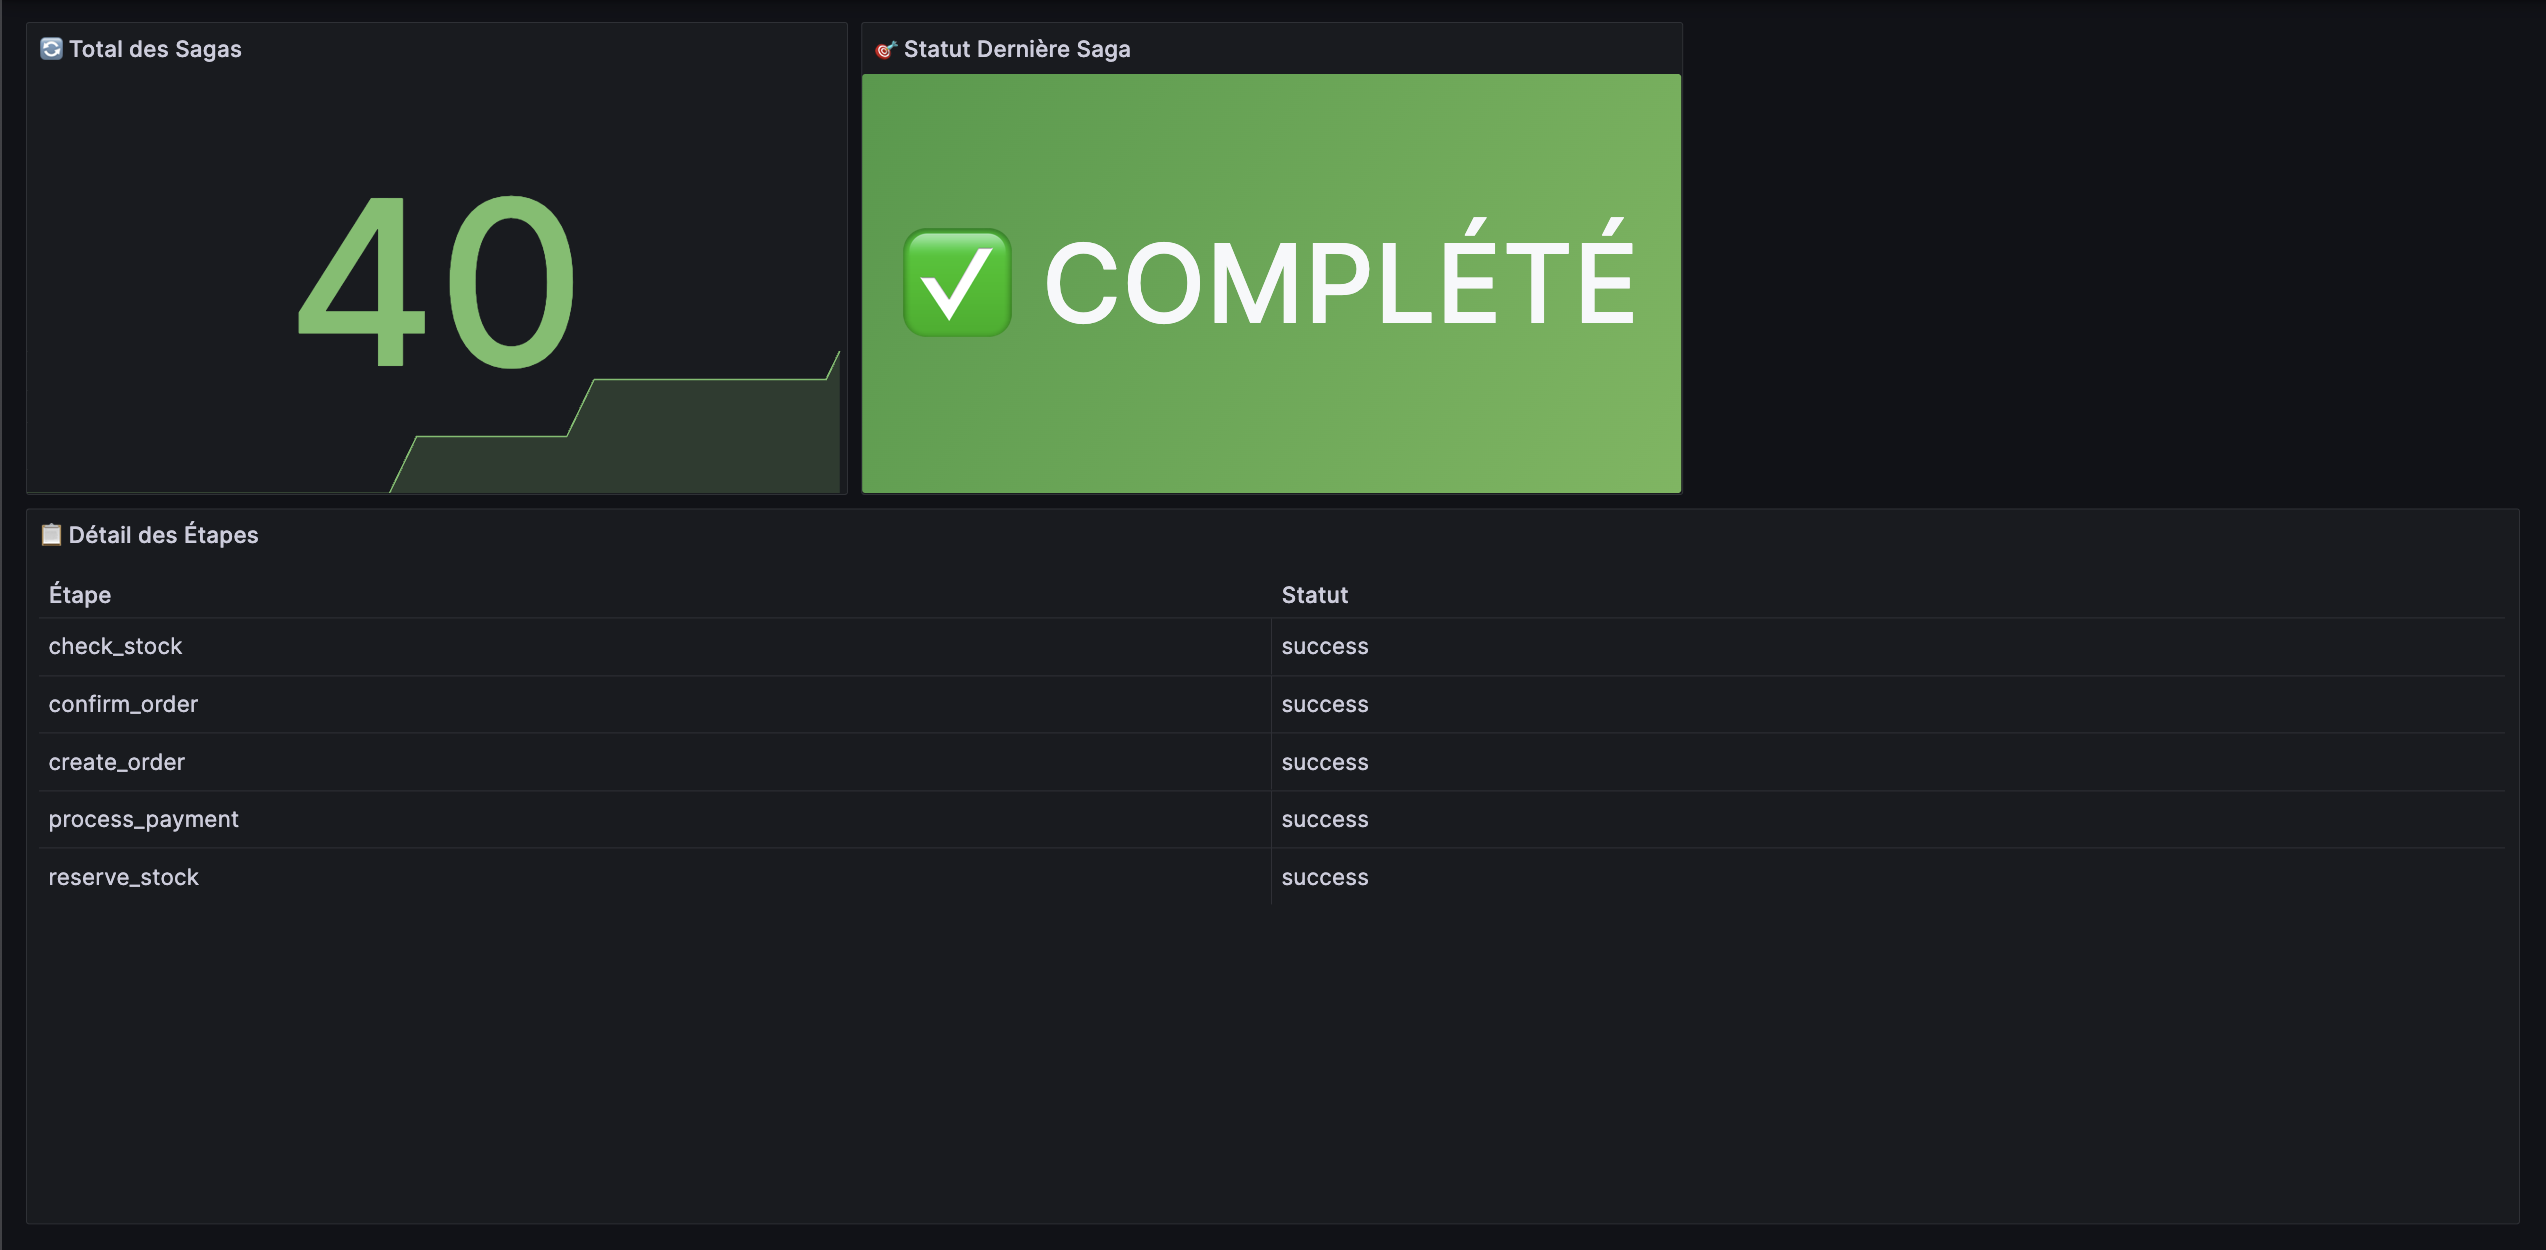 Total des Sagas
40
Statut Dernière Saga
COMPLÉTÉ
Détail des Étapes
Étape Statut
check_stock success
confirm_order success
create_order success
process_payment success
reserve_stock success